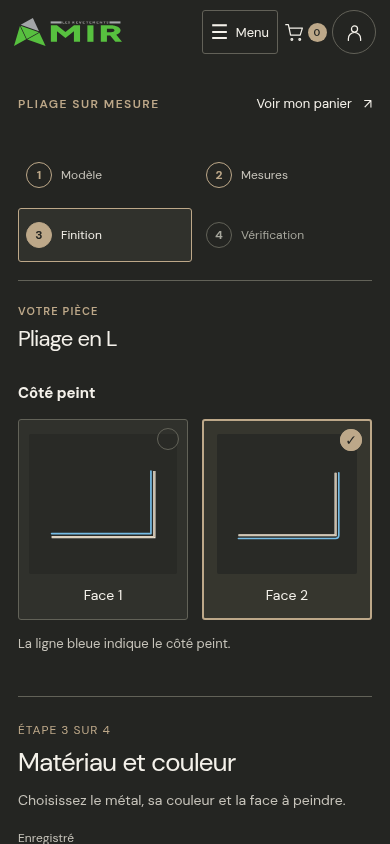 LES REVÊTEMENTS
MIR
Menu
0
PLIAGE SUR MESURE
Voir mon panier
1 Modèle
2 Mesures
3 Finition
4 Vérification
VOTRE PIÈCE
Pliage en L
Côté peint
Face 1
Face 2
La ligne bleue indique le côté peint.
ÉTAPE 3 SUR 4
Matériau et couleur
Choisissez le métal, sa couleur et la face à peindre.
Enregistré